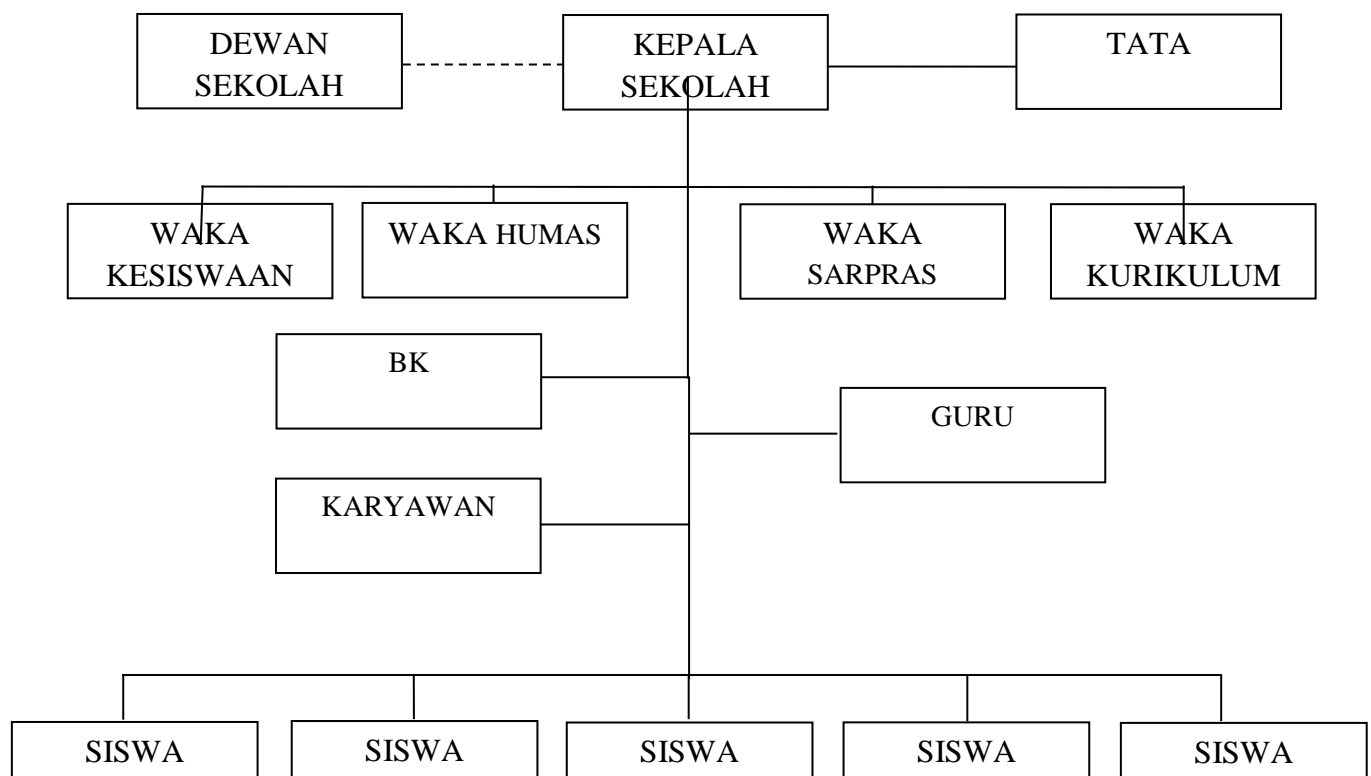 DEWAN
SEKOLAH
KEPALA
SEKOLAH
TATA
WAKA
KESISWAAN
WAKA HUMAS
WAKA
SARPRAS
WAKA
KURIKULUM
BK
GURU
KARYAWAN
SISWA
SISWA
SISWA
SISWA
SISWA